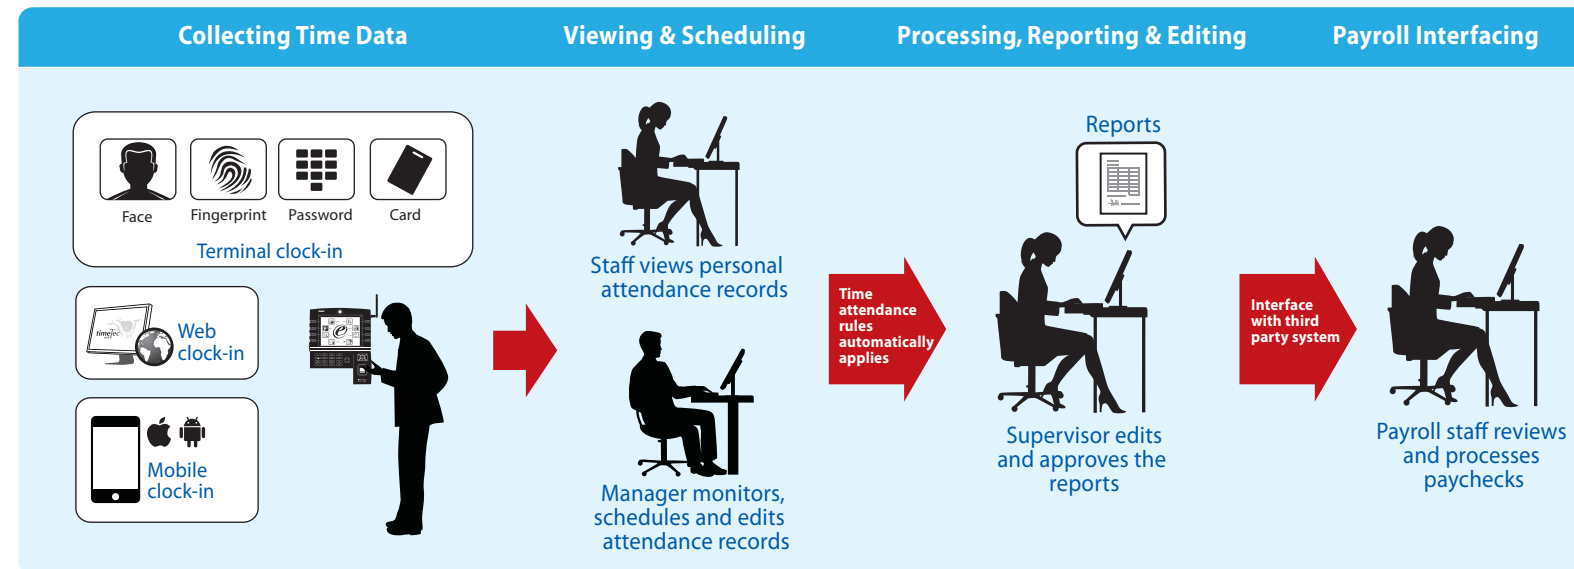 Collecting Time Data
Viewing & Scheduling
Processing, Reporting & Editing
Payroll Interfacing
Face
Fingerprint
Password
Card
Terminal clock-in
timeTec
Web
clock-in
Mobile
clock-in
Staff views personal
attendance records
Manager monitors,
schedules and edits
attendance records
Time
attendance
rules
automatically
applies
Reports
Supervisor edits
and approves the
reports
Interface
with third
party system
Payroll staff reviews
and processes
paychecks